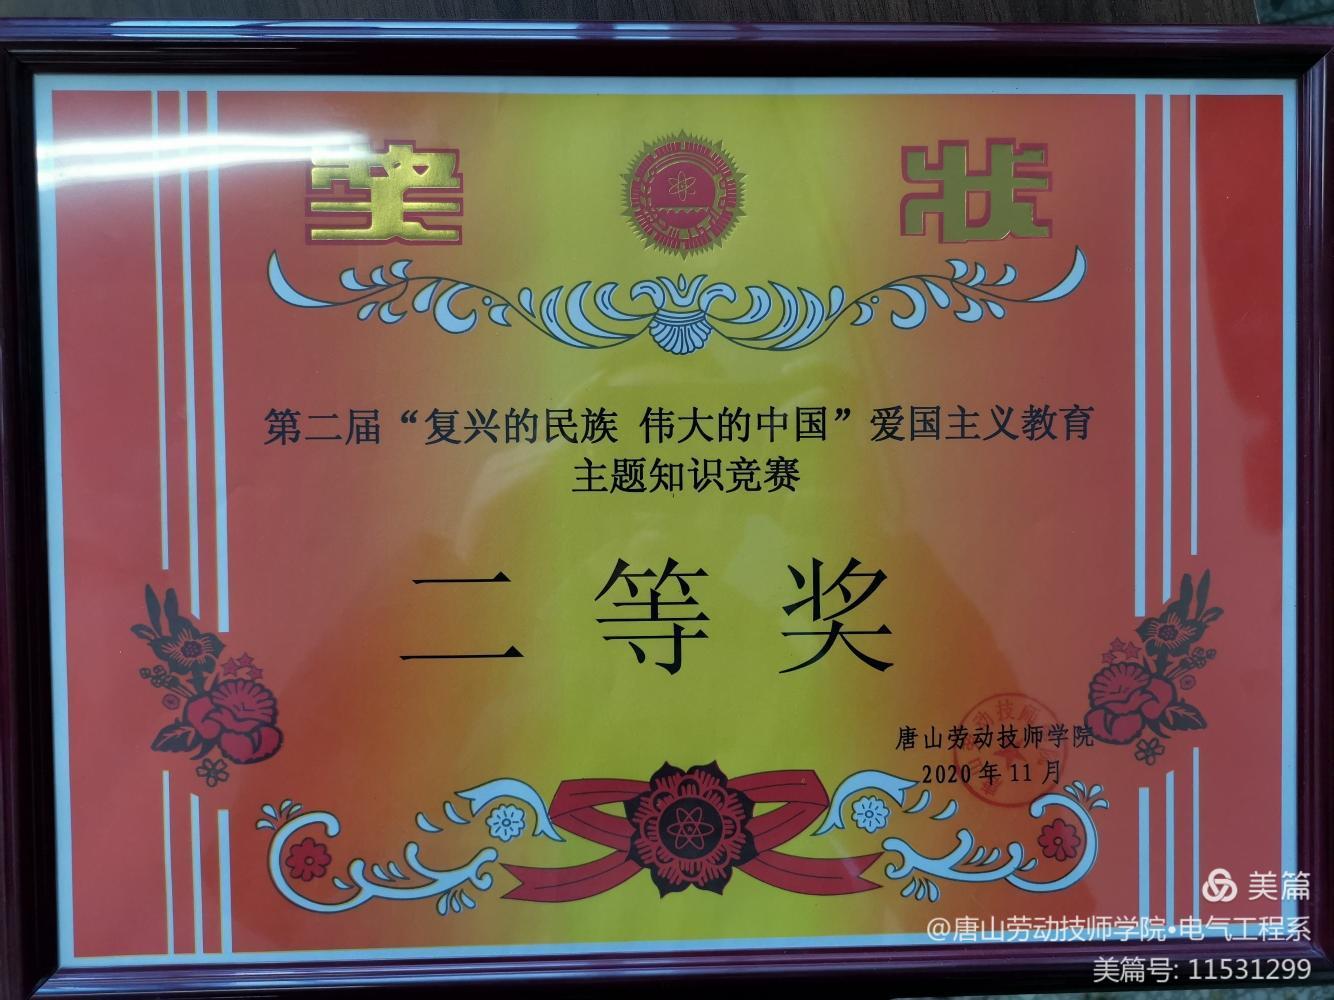 奖 状
第二届“复兴的民族 伟大的中国”爱国主义教育
主题知识竞赛
二等奖
唐山劳动技师学院
2020年11月
美篇
@唐山劳动技师学院•电气工程系
美篇号: 11531299